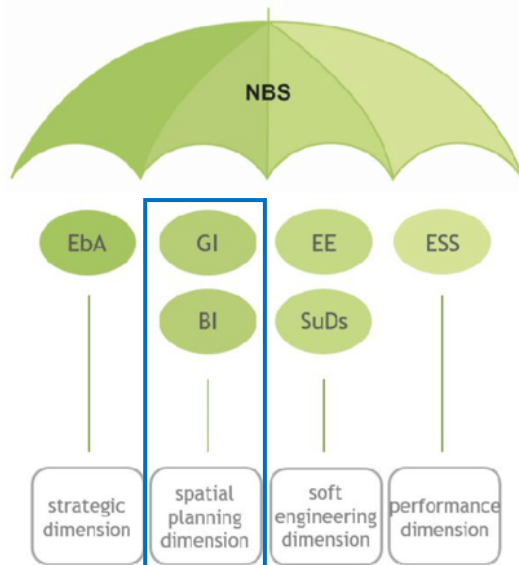 NBS
EbA
GI
EE
ESS
BI
SuDs
strategic
dimension
spatial
planning
dimension
soft
engineering
dimension
performance
dimension